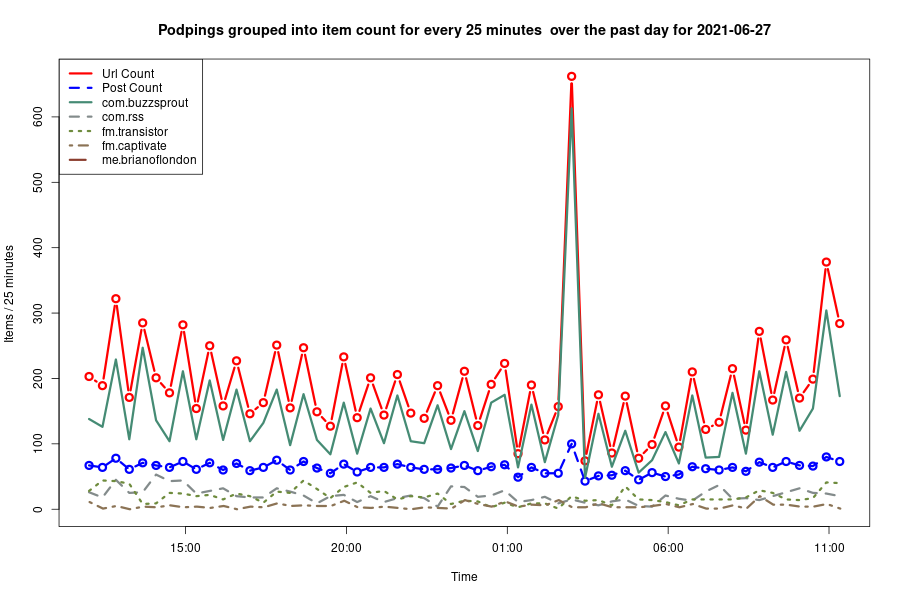 Podpings grouped into item count for every 25 minutes  over the past day for 2021-06-27
Url Count
Post Count
com.buzzsprout
com.rss
fm.transistor
fm.captivate
me.brianoflondon
Items / 25 minutes
600
500
400
300
200
100
0
15:00
20:00
01:00
06:00
11:00
Time